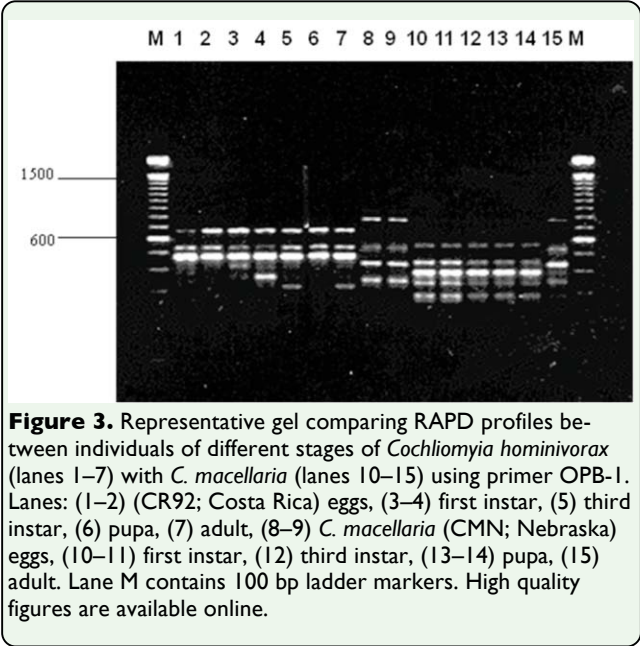 M 1 2 3 4 5 6 7 8 9 10 11 12 13 14 15 M
1500
600
Figure 3. Representative gel comparing RAPD profiles be-
tween individuals of different stages of Cochliomyia hominivorax
(lanes 1–7) with C. macellaria (lanes 10–15) using primer OPB-1.
Lanes: (1–2) (CR92; Costa Rica) eggs, (3–4) first instar, (5) third
instar, (6) pupa, (7) adult, (8–9) C. macellaria (CMN; Nebraska)
eggs, (10–11) first instar, (12) third instar, (13–14) pupa, (15)
adult. Lane M contains 100 bp ladder markers. High quality
figures are available online.